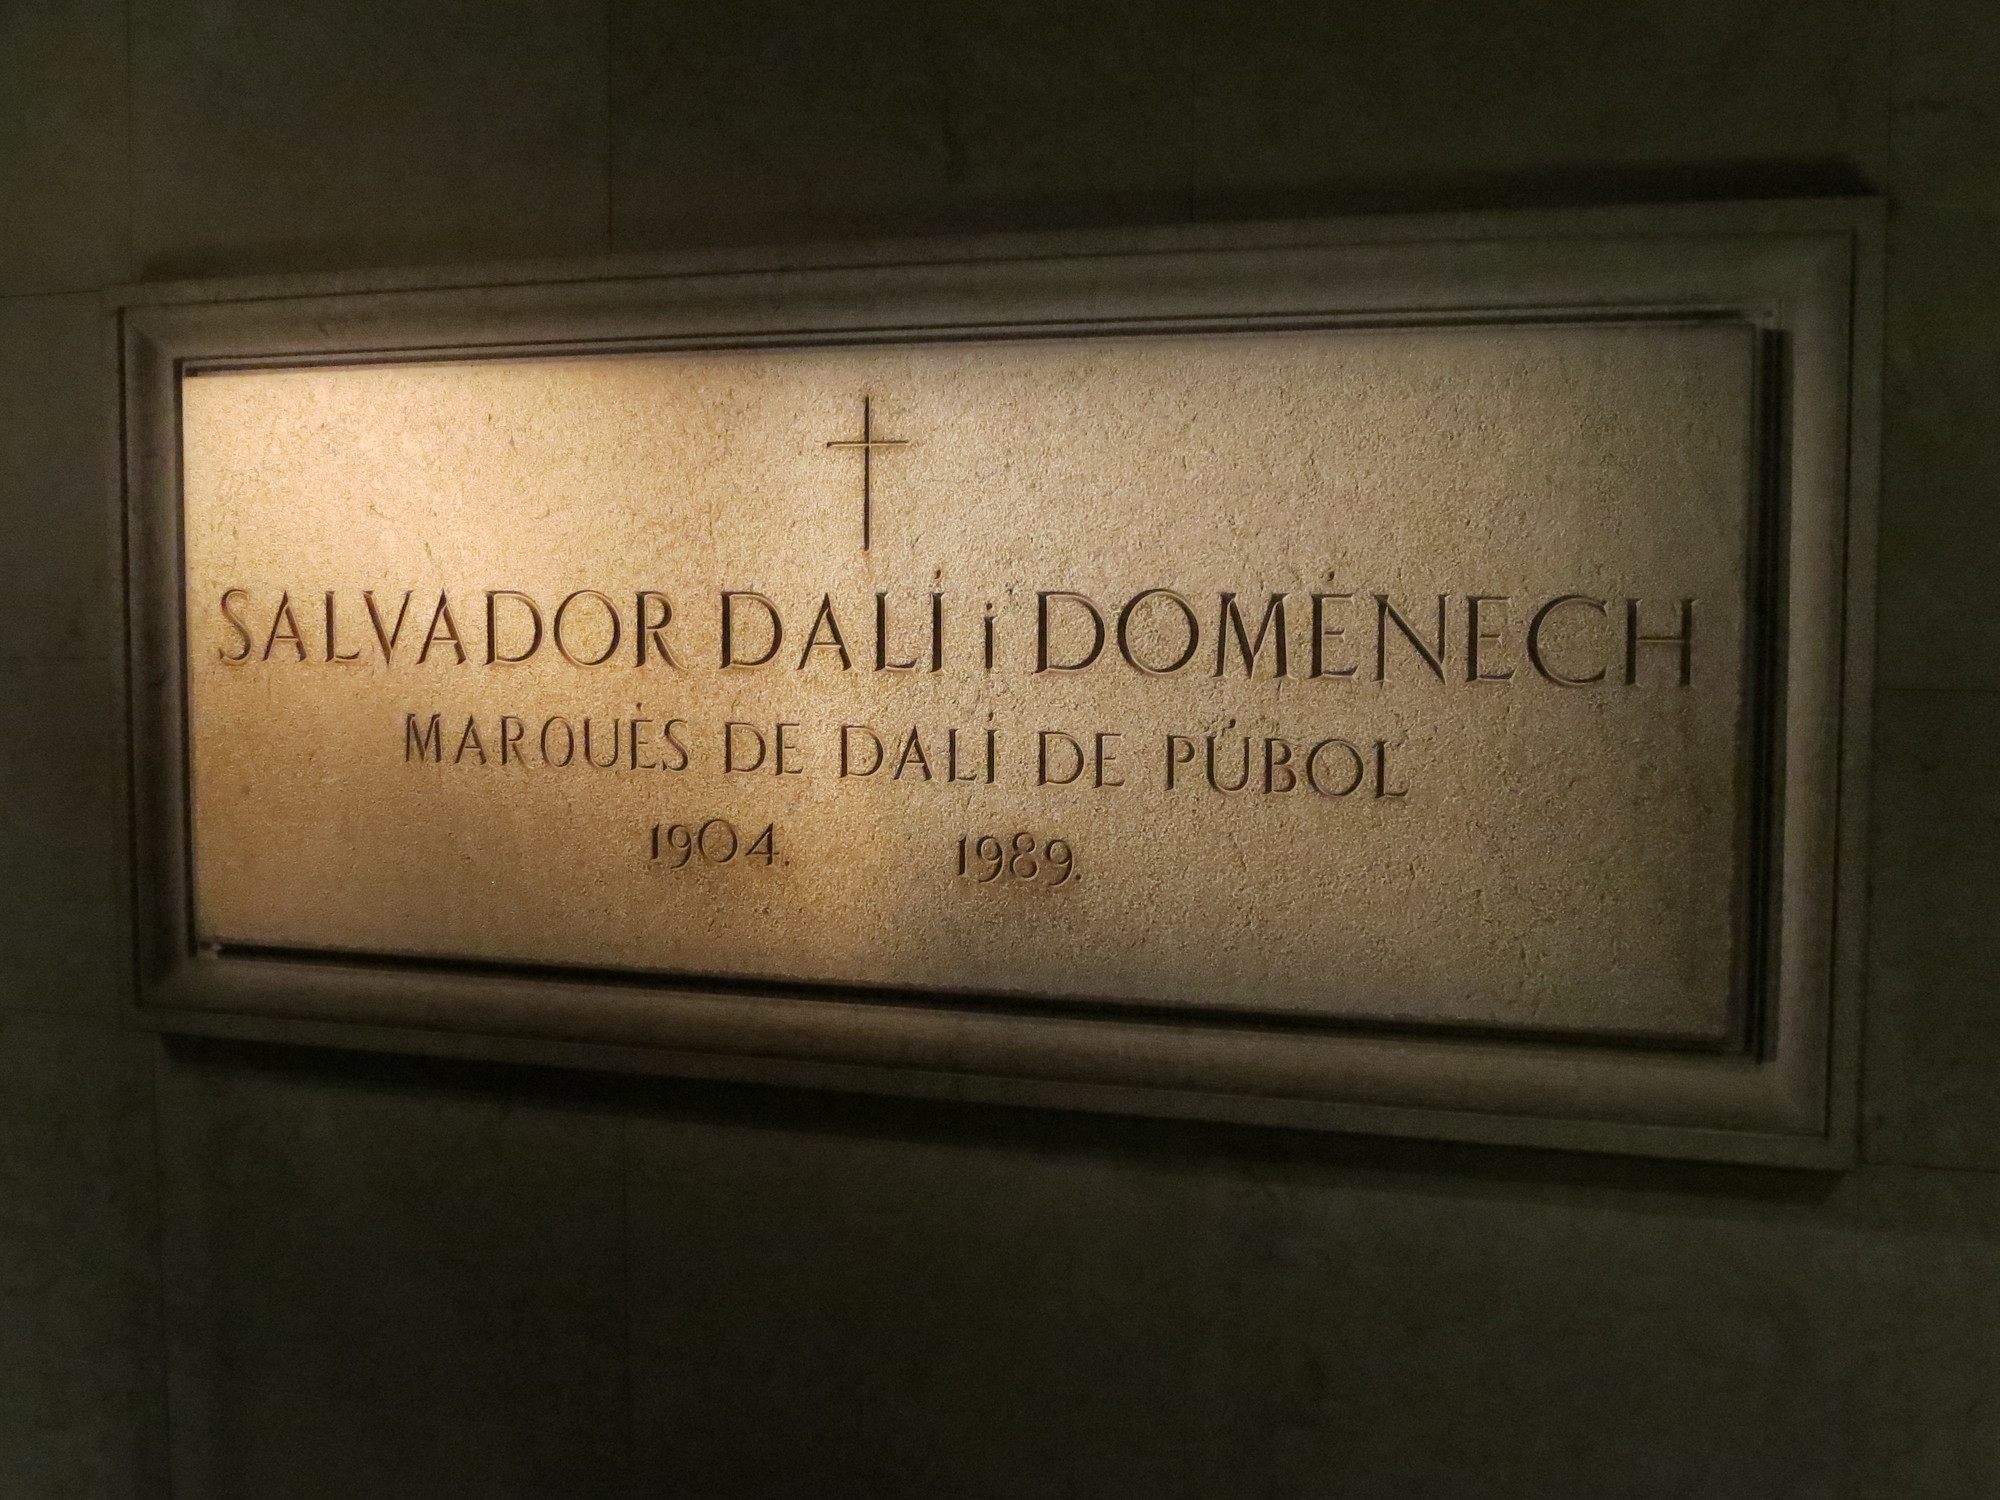 SALVADOR DALÍ i DOMÈNECH
MARQUÈS DE DALÍ DE PÚBOL
1904. 1989.